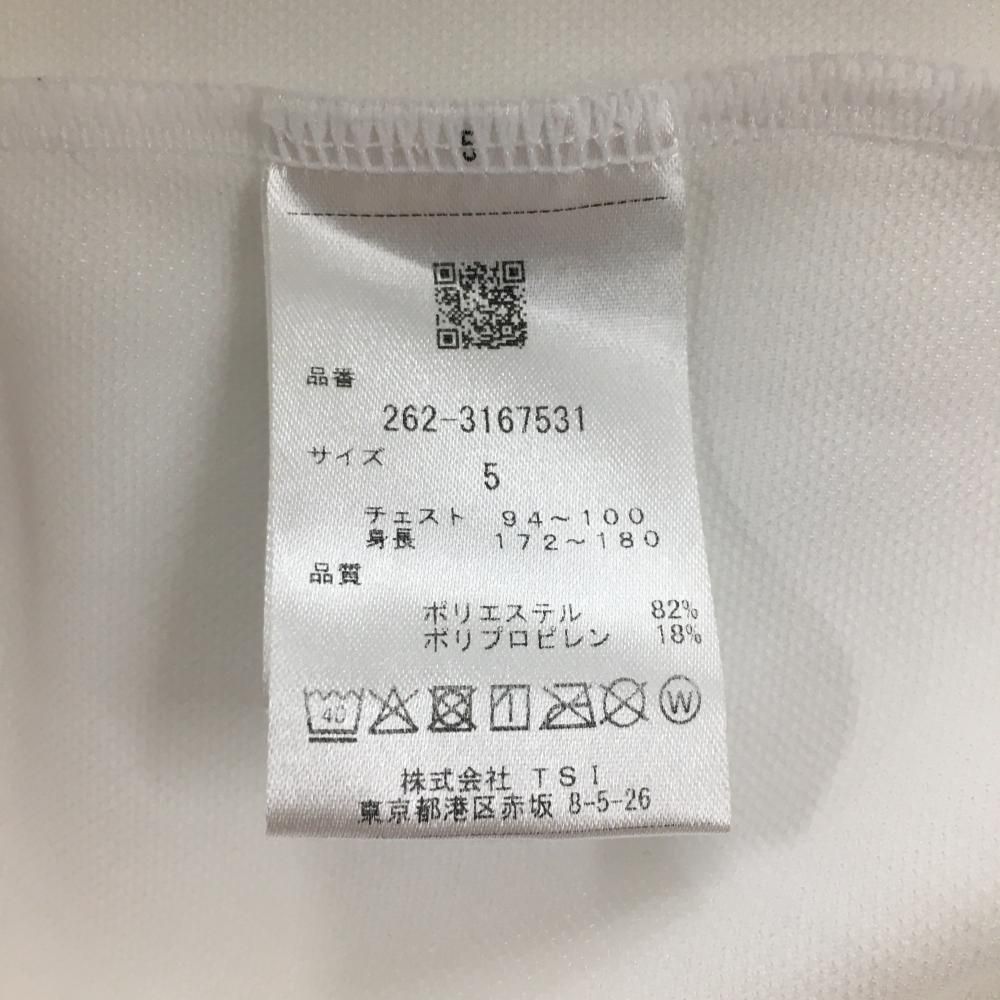 5
品番
262-3167531
サイズ
5
チェスト 94~100
身長 172~180
品質
ポリエステル 82%
ポリプロピレン 18%
40 W
株式会社 TSI
東京都港区赤坂 8-5-26